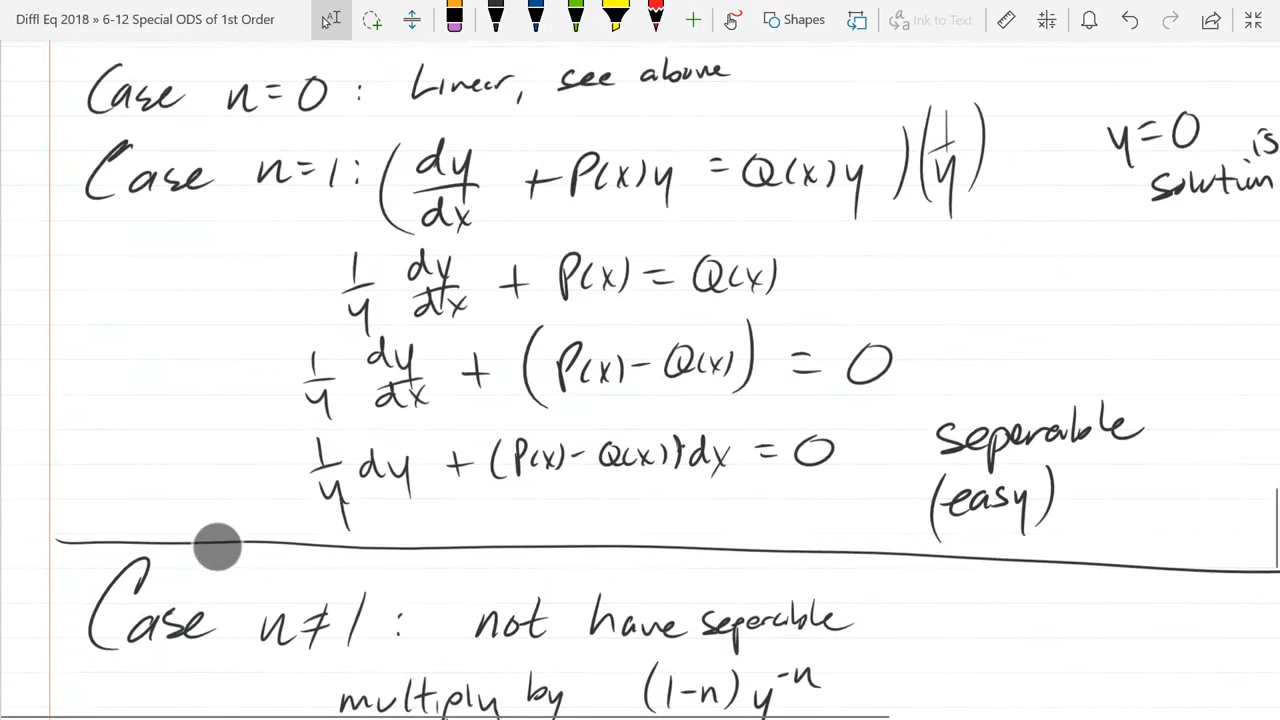 Diffl Eq 2018 » 6-12 Special ODS of 1st Order
Shapes
Ink to Text
Case n=0 : Linear, see above
Case n=1: (dy/dx + P(x)y = Q(x)y)(1/y)
y=0 is
solution
1/y dy/dx + P(x) = Q(x)
1/y dy/dx + (P(x) - Q(x)) = 0
1/y dy + (P(x) - Q(x)) dx = 0
seperable
(easy)
Case n≠1 : not have seperable
multiply by (1-n) y^-n